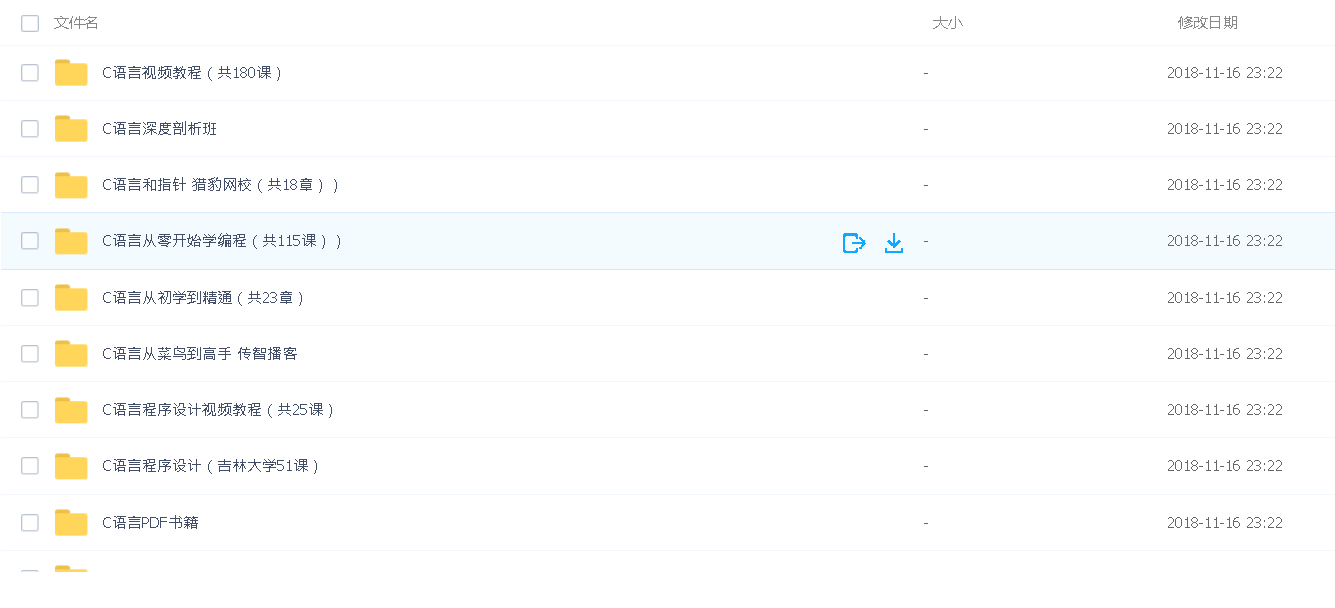 文件名 大小 修改日期
C语言视频教程（共180课） - 2018-11-16 23:22
C语言深度剖析班 - 2018-11-16 23:22
C语言和指针 猎豹网校（共18章）） - 2018-11-16 23:22
C语言从零开始学编程（共115课）） - 2018-11-16 23:22
C语言从初学到精通（共23章） - 2018-11-16 23:22
C语言从菜鸟到高手 传智播客 - 2018-11-16 23:22
C语言程序设计视频教程（共25课） - 2018-11-16 23:22
C语言程序设计（吉林大学51课） - 2018-11-16 23:22
C语言PDF书籍 - 2018-11-16 23:22